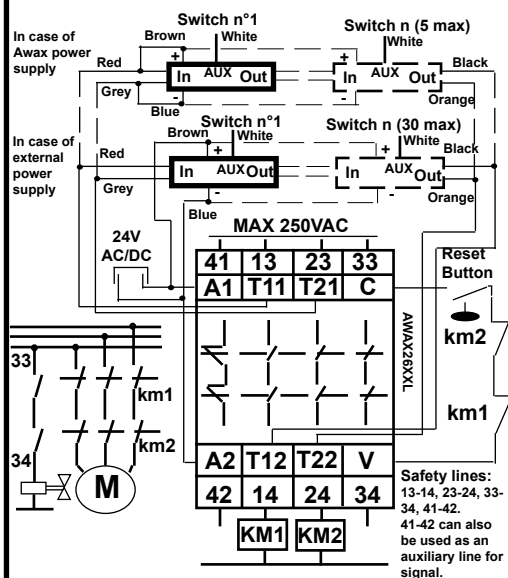 In case of
Awax power
supply
Switch n°1
Switch n (5 max)
Brown
White
White
Red
+
+
Black
In AUX Out
In AUX Out
Grey
-
-
Orange
Blue
In case of
external
power
supply
Switch n°1
Switch n (30 max)
Brown
White
White
Red
+
+
Black
In AUX Out
In AUX Out
Grey
-
-
Orange
Blue
MAX 250VAC
24V
AC/DC
41 13 23 33
A1 T11 T21 C
Reset
Button
AWAX26XXL
km2
km1
33
km1
34
km2
M
A2 T12 T22 V
42 14 24 34
KM1 KM2
Safety lines:
13-14, 23-24, 33-
34, 41-42.
41-42 can also
be used as an
auxiliary line for
signal.